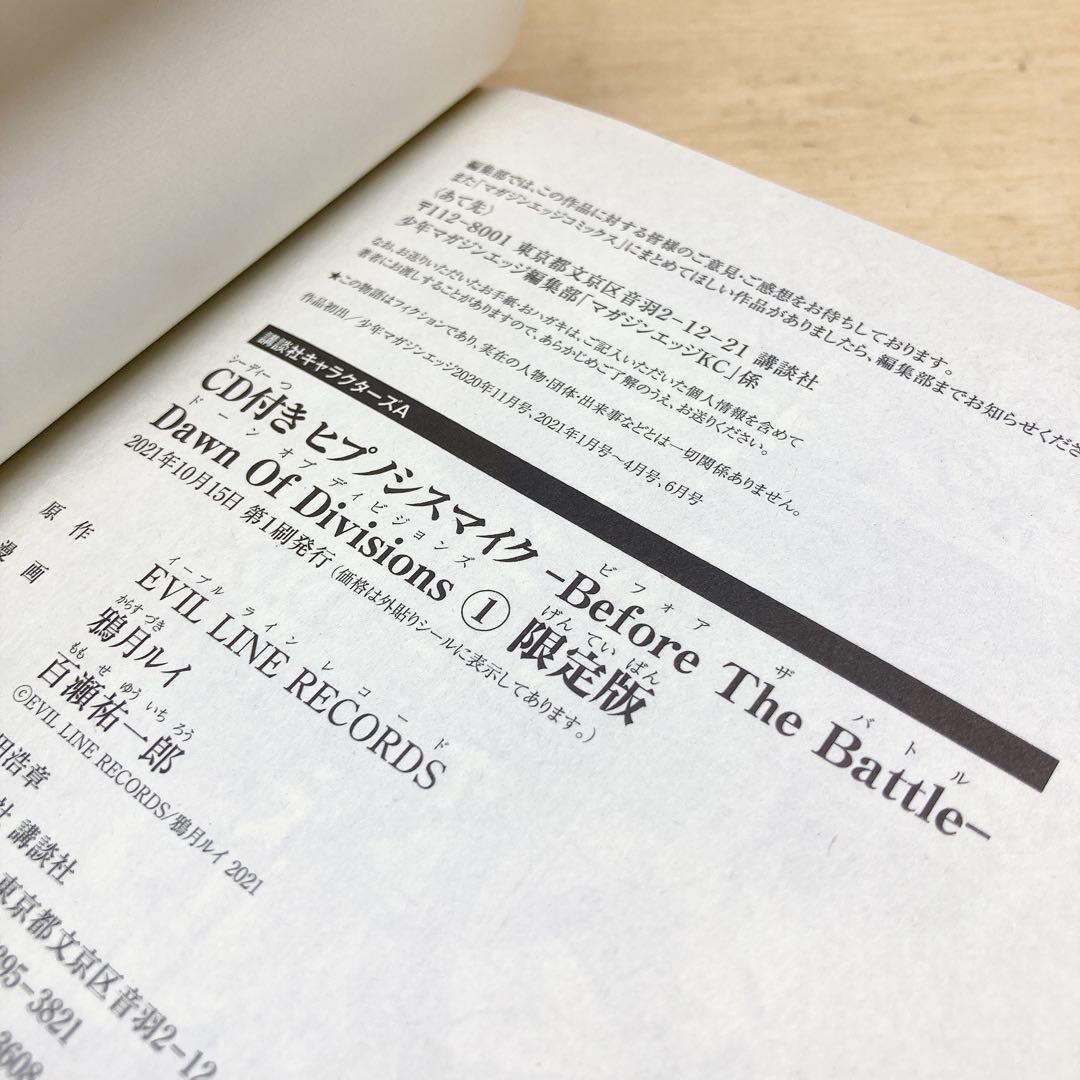 編集部では、この作品に対する皆様のご意見・ご感想をお待ちしております。
また「マガジンエッジコミックス」にまとめてほしい作品がありましたら、編集部までお知らせくださ
〈あて先〉
〒112-8001 東京都文京区音羽2-12-21 講談社
少年マガジンエッジ編集部「マガジンエッジKC」係
なお、お送りいただいたお手紙・おハガキは、ご記入いただいた個人情報を含めて
著者にお渡しすることがありますので、あらかじめご了解のうえ、お送りください。
★この物語はフィクションであり、実在の人物・団体・出来事などとは一切関係ありません。
作品初出/少年マガジンエッジ2020年11月号、2021年1月号～4月号、6月号
講談社キャラクターズA
シーディー つ ビフォア ザ バトル
CD付き ヒプノシスマイク -Before The Battle-
ドーン オブ ディビジョンズ げんていばん
Dawn Of Divisions ① 限定版
2021年10月15日 第1刷発行 (価格は外貼りシールに表示してあります。)
イーブル ライン レコード
原作 EVIL LINE RECORDS
からすづき
漫画 鴉月ルイ
ももせ ゆういちろう
百瀬祐一郎
©EVIL LINE RECORDS/鴉月ルイ 2021
田浩章
社 講談社
東京都文京区音羽2-12
395-3821
3608